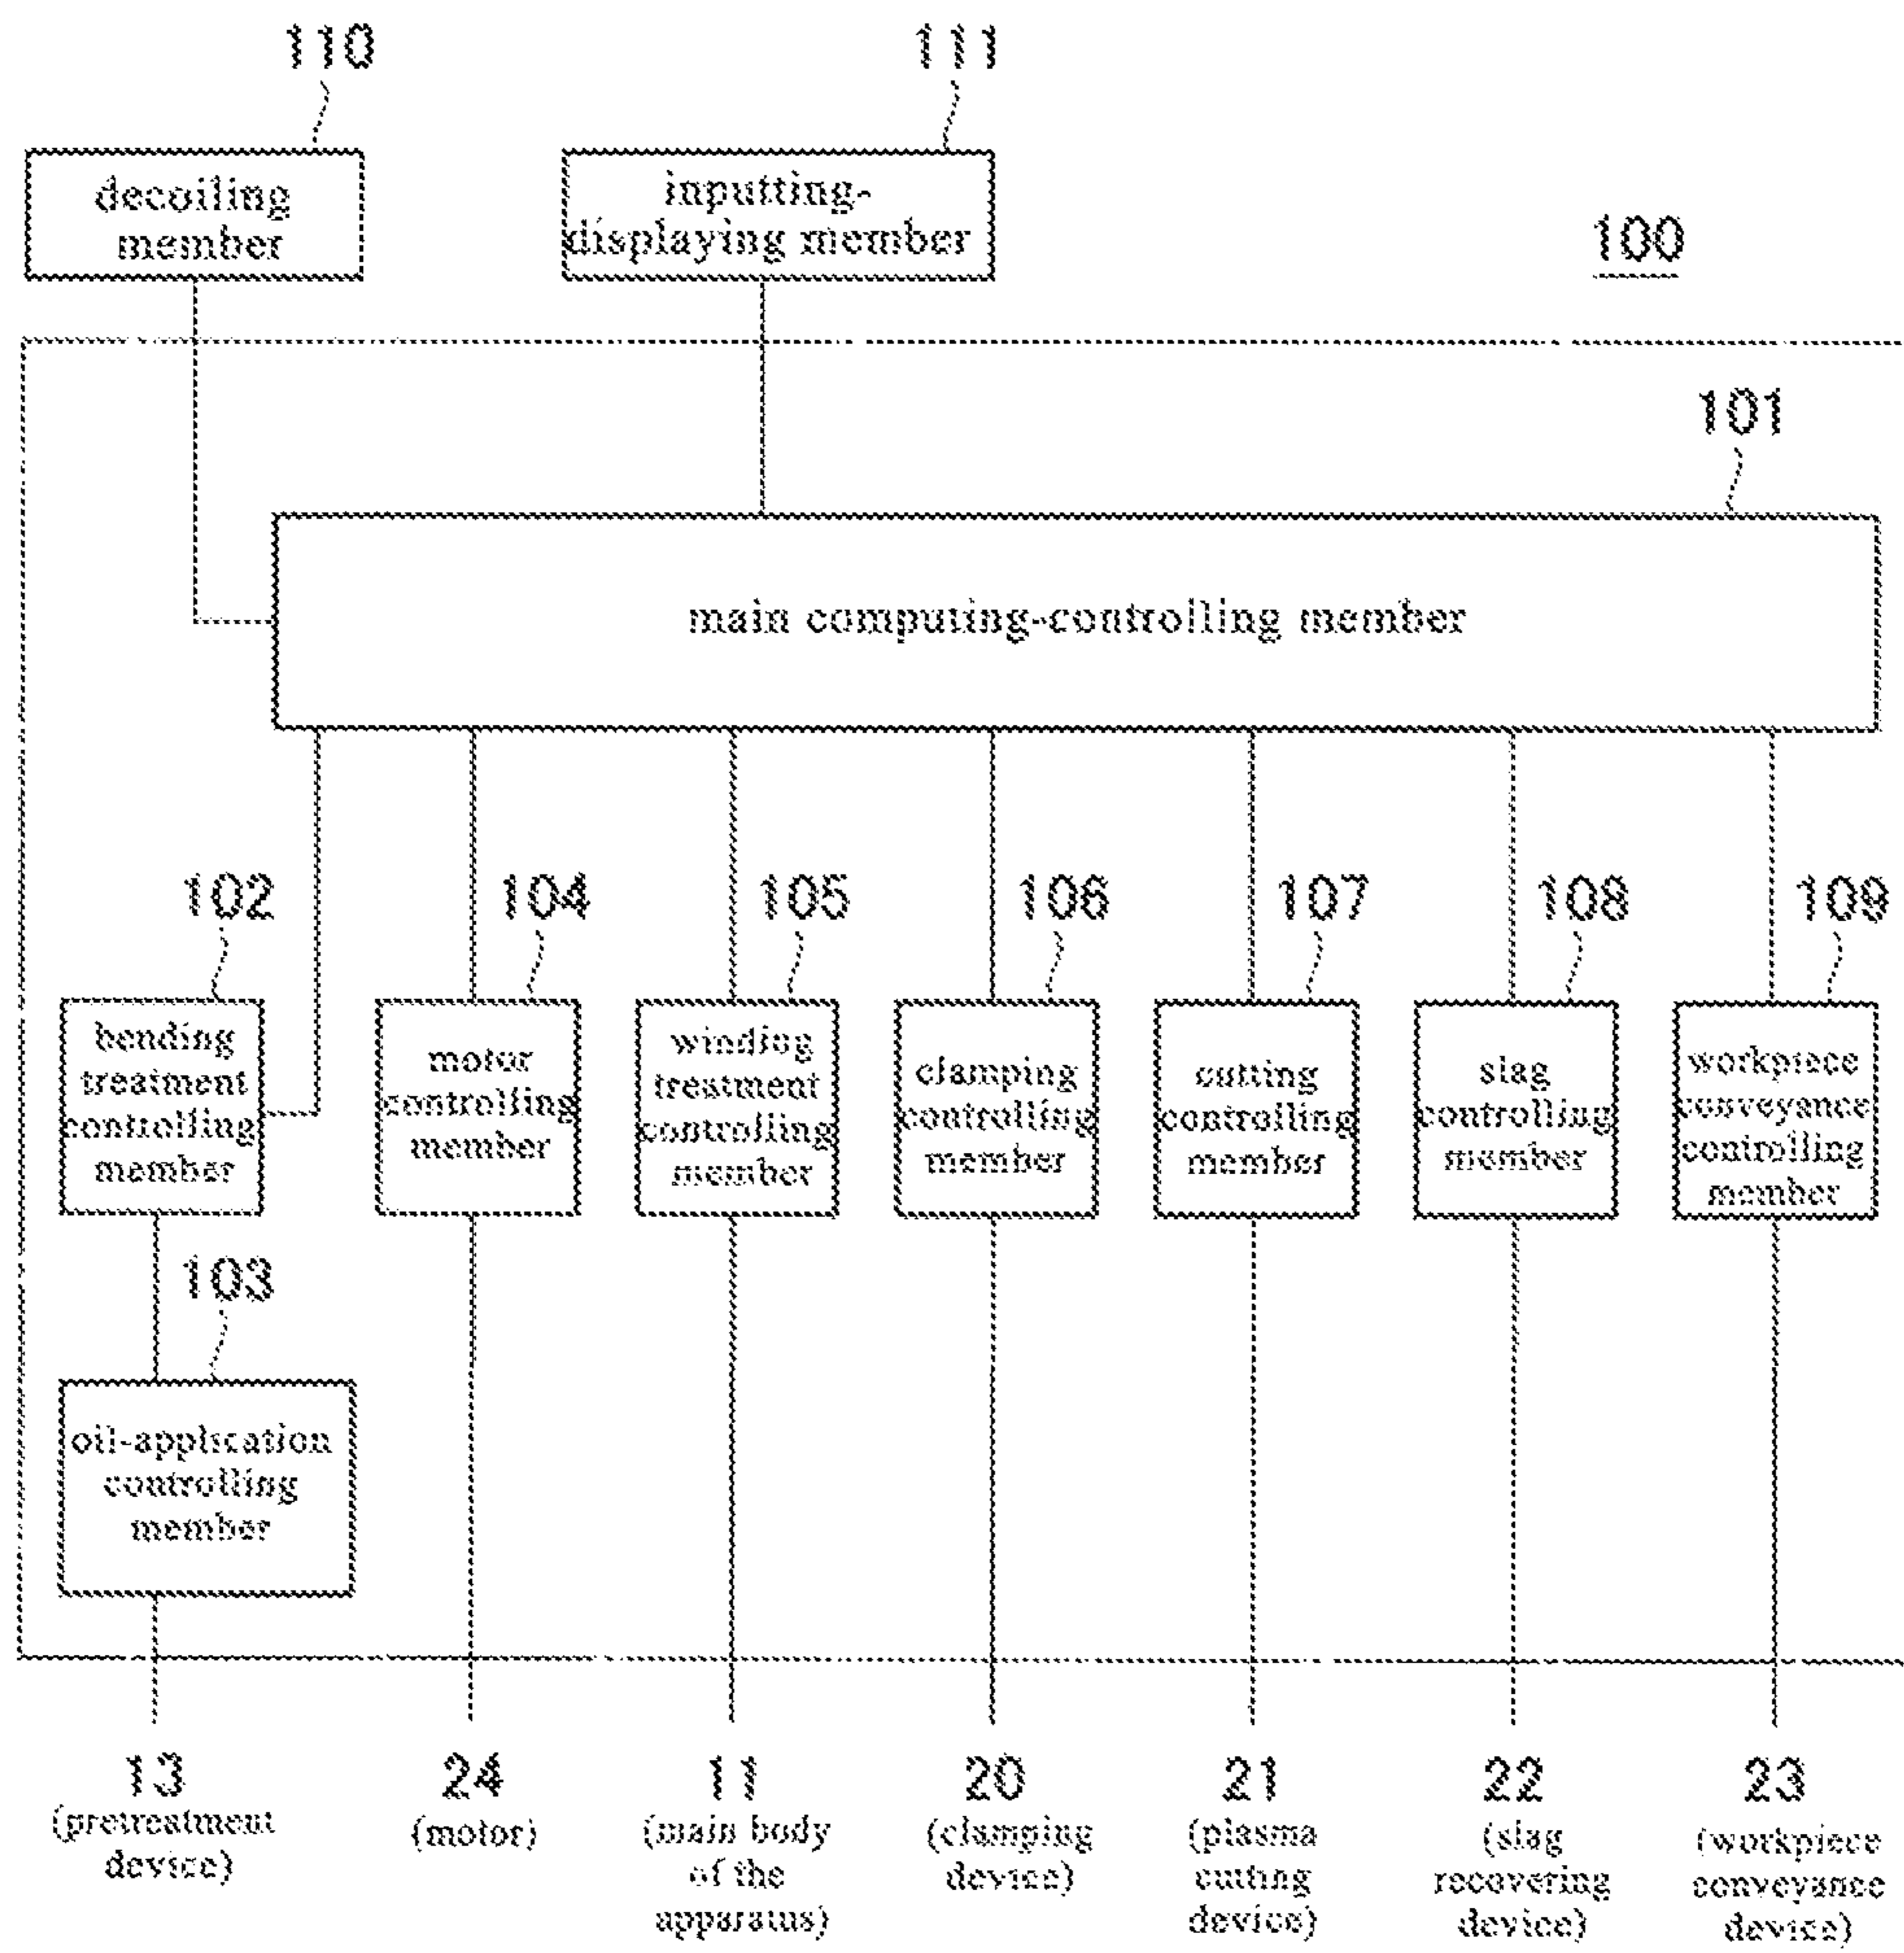 110
111
decoiling
member
inputting-
displaying member
100
101
main computing-controlling member
102
104
105
106
107
108
109
bending
treatment
controlling
member
motor
controlling
member
winding
treatment
controlling
member
clamping
controlling
member
cutting
controlling
member
slag
controlling
member
workpiece
conveyance
controlling
member
103
oil-application
controlling
member
13
(pretreatment
device)
24
(motor)
11
(main body
of the
apparatus)
20
(clamping
device)
21
(plasma
cutting
device)
22
(slag
recovering
device)
23
(workpiece
conveyance
device)